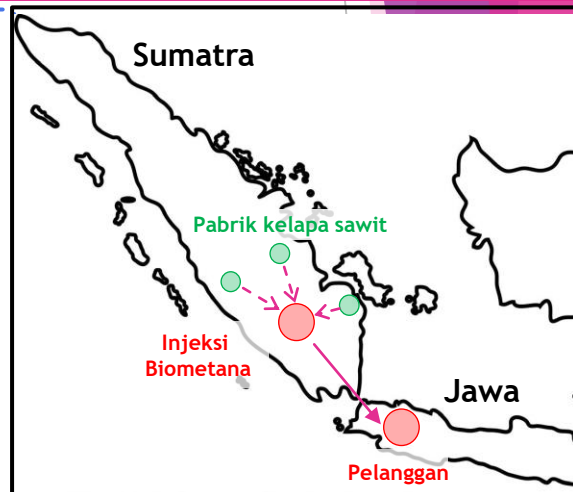 Sumatra
Pabrik kelapa sawit
Injeksi
Biometana
Jawa
Pelanggan